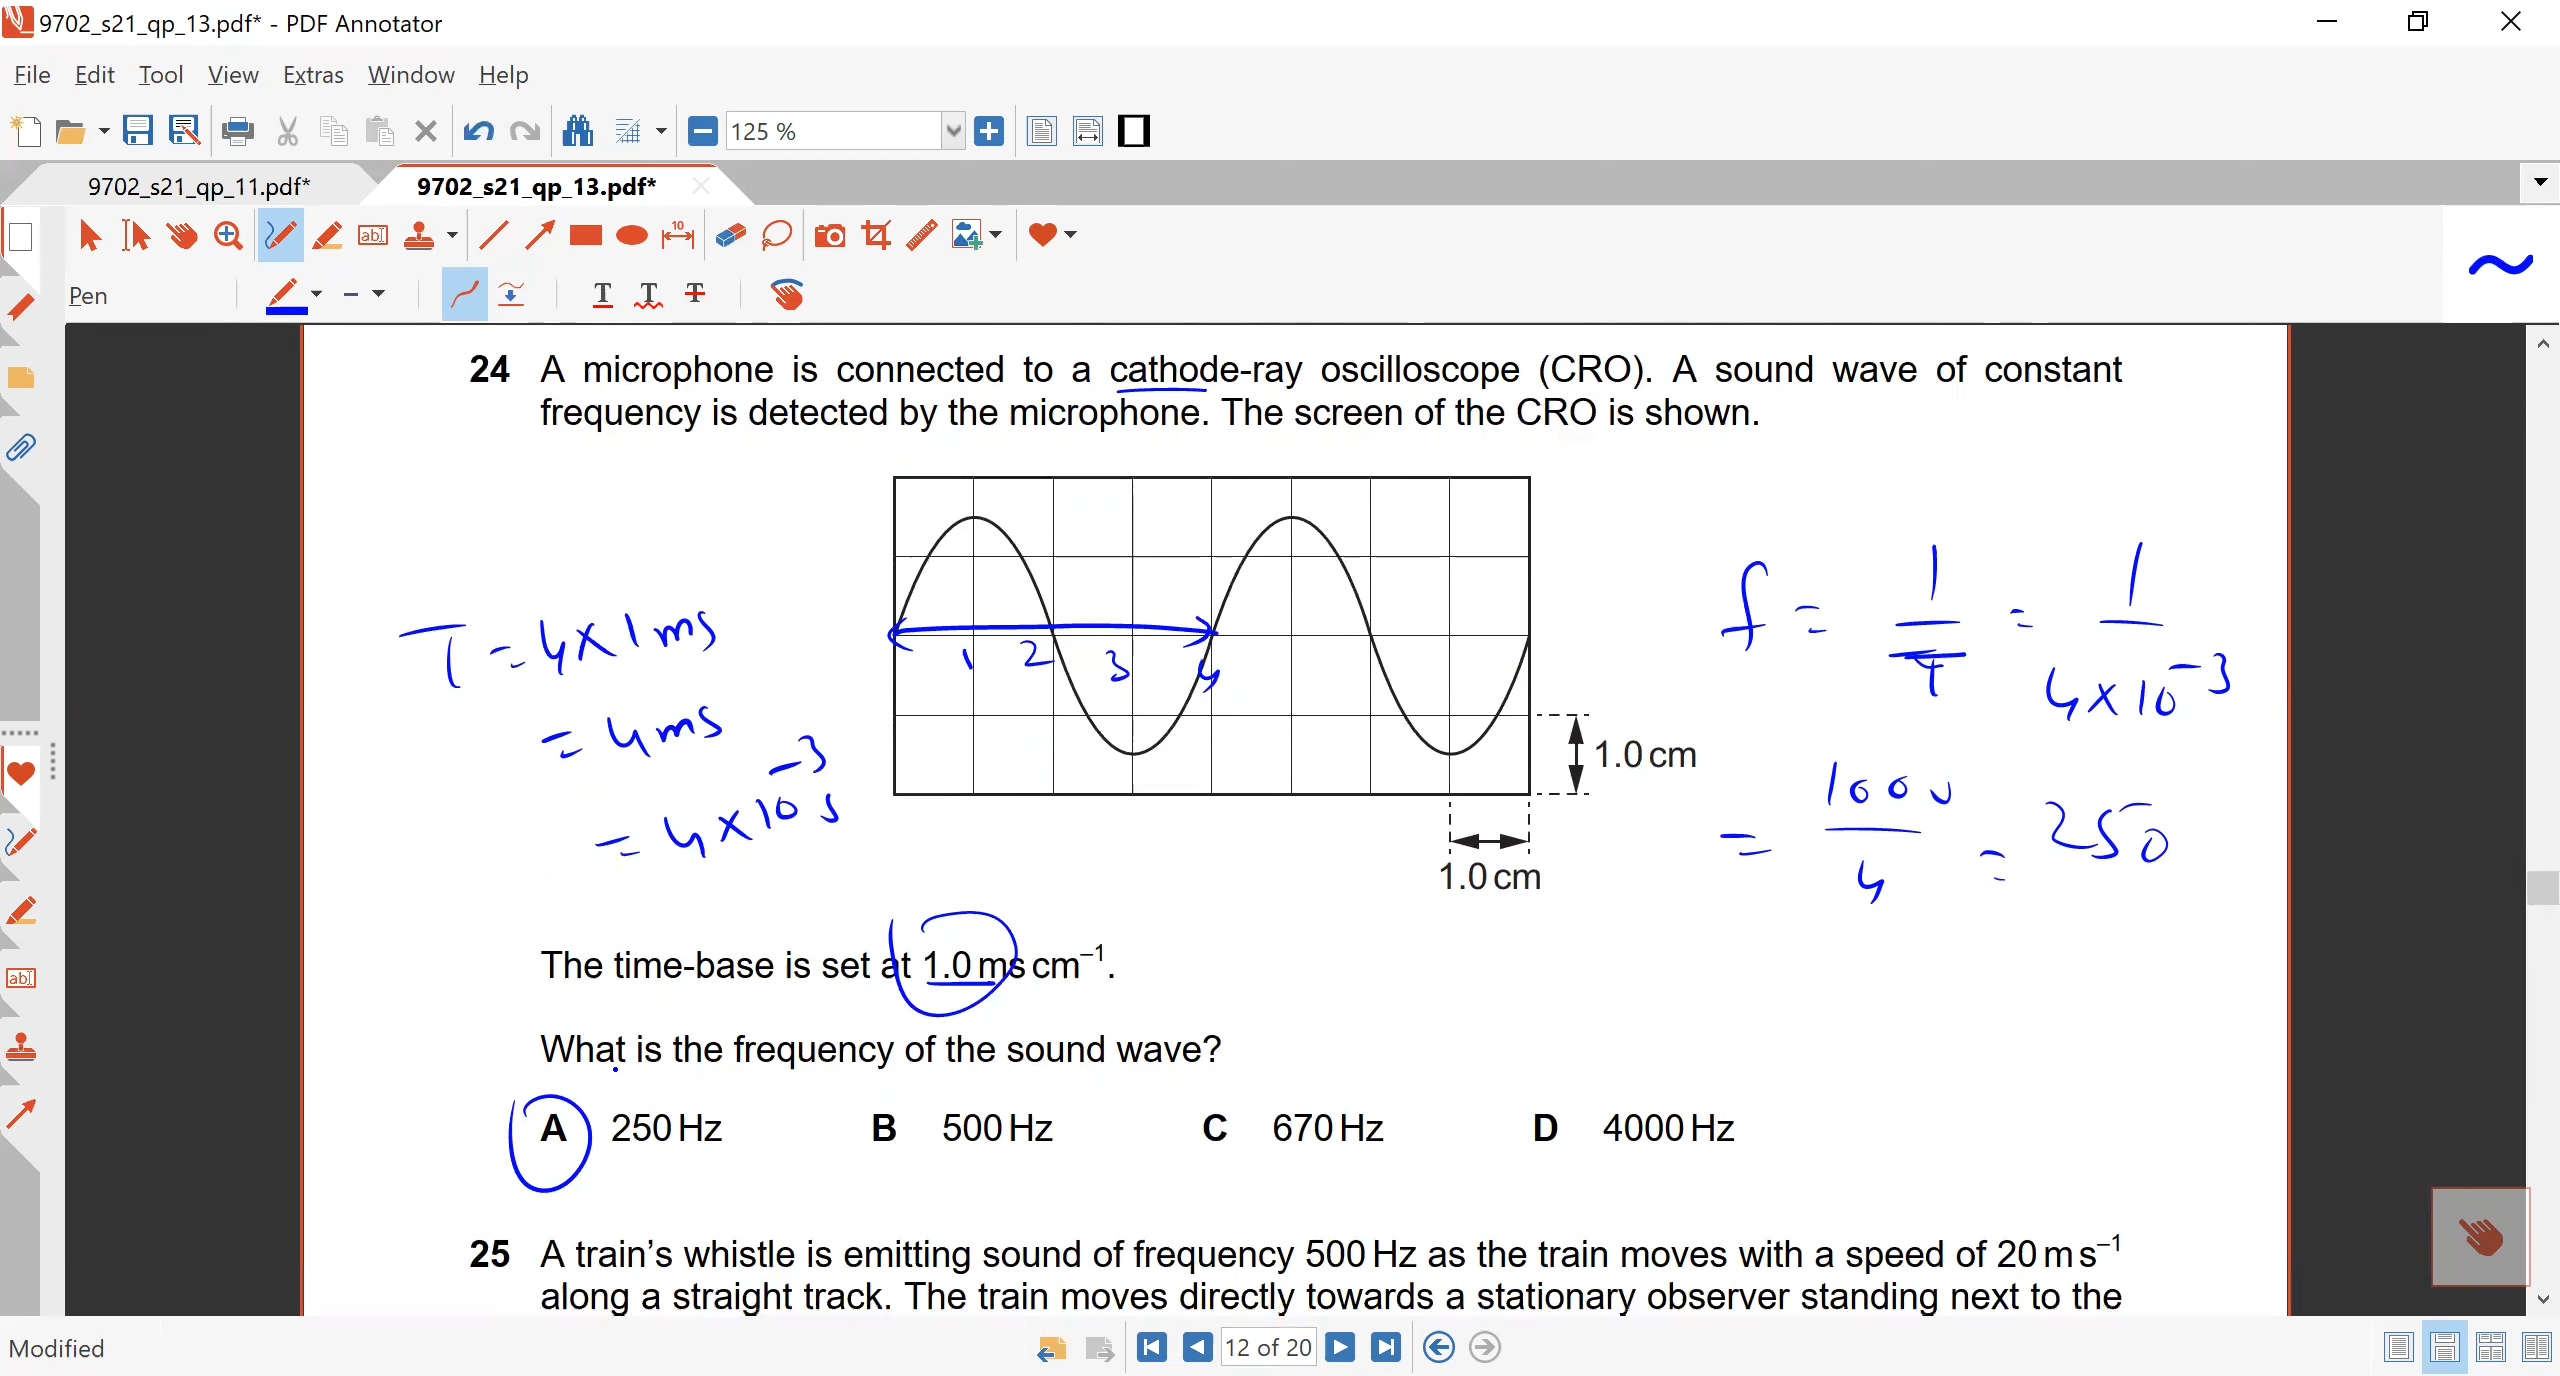 9702_s21_qp_13.pdf* - PDF Annotator
File Edit Tool View Extras Window Help
125 %
9702_s21_qp_11.pdf*
9702_s21_qp_13.pdf*
ab
10
Pen
T T T
24 A microphone is connected to a cathode-ray oscilloscope (CRO). A sound wave of constant
frequency is detected by the microphone. The screen of the CRO is shown.
T = 4 × 1 ms
= 4 ms
= 4 × 10⁻³ s
1 2 3 4
1.0 cm
1.0 cm
f = 1/T = 1/4 × 10⁻³
= 1000/4 = 250
The time-base is set at 1.0 ms cm⁻¹.
What is the frequency of the sound wave?
A 250 Hz B 500 Hz C 670 Hz D 4000 Hz
25 A train’s whistle is emitting sound of frequency 500 Hz as the train moves with a speed of 20 m s⁻¹
along a straight track. The train moves directly towards a stationary observer standing next to the
ab
Modified
12 of 20